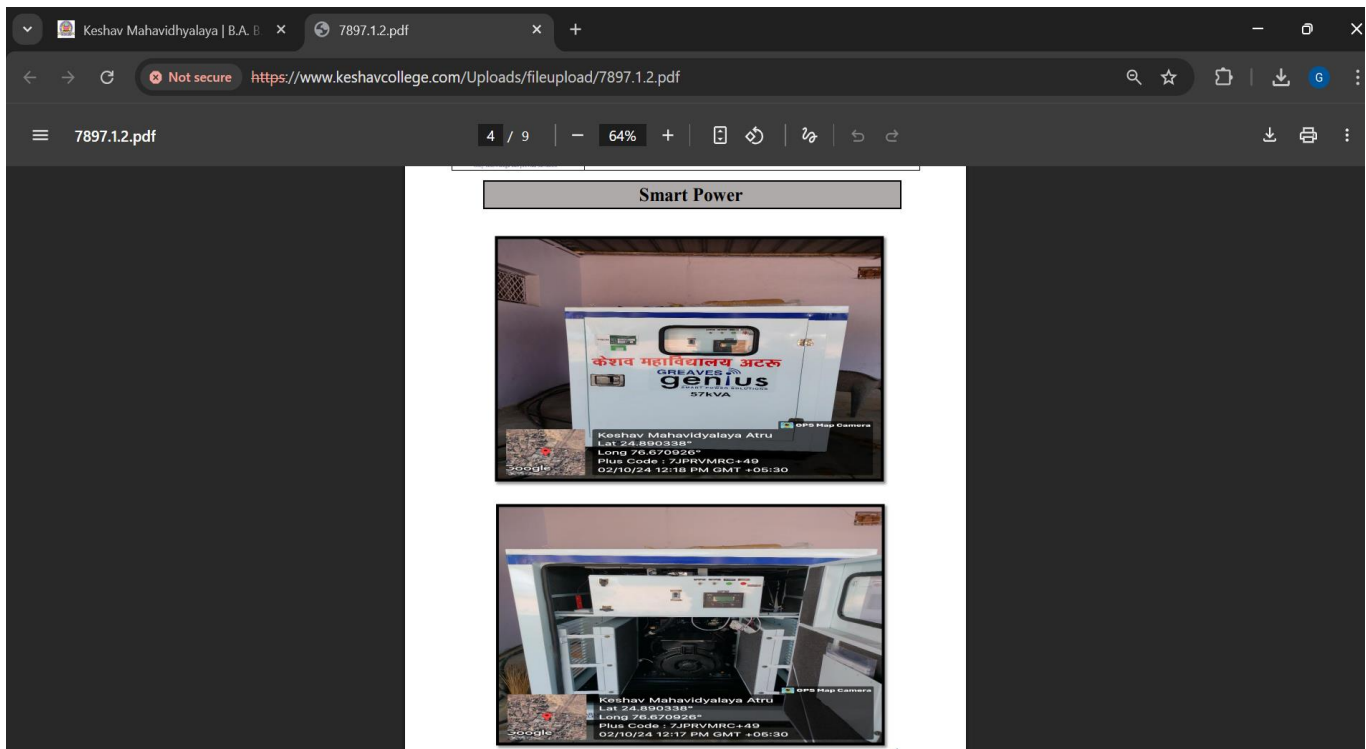 Keshav Mahavidhyalaya | B.A. B.
7897.1.2.pdf
Not secure https://www.keshavcollege.com/Uploads/fileupload/7897.1.2.pdf
G
7897.1.2.pdf
4 / 9
64%
Smart Power
केशव महाविद्यालय अटरू
GREAVES
genius
SMART POWER SOLUTIONS
57kVA
GPS Map Camera
Keshav Mahavidyalaya Atru
Lat 24.890338°
Long 76.670926°
Plus Code : 7JPRVMRC+49
02/10/24 12:18 PM GMT +05:30
Google
GPS Map Camera
Keshav Mahavidyalaya Atru
Lat 24.890338°
Long 76.670926°
Plus Code : 7JPRVMRC+49
02/10/24 12:17 PM GMT +05:30
Google